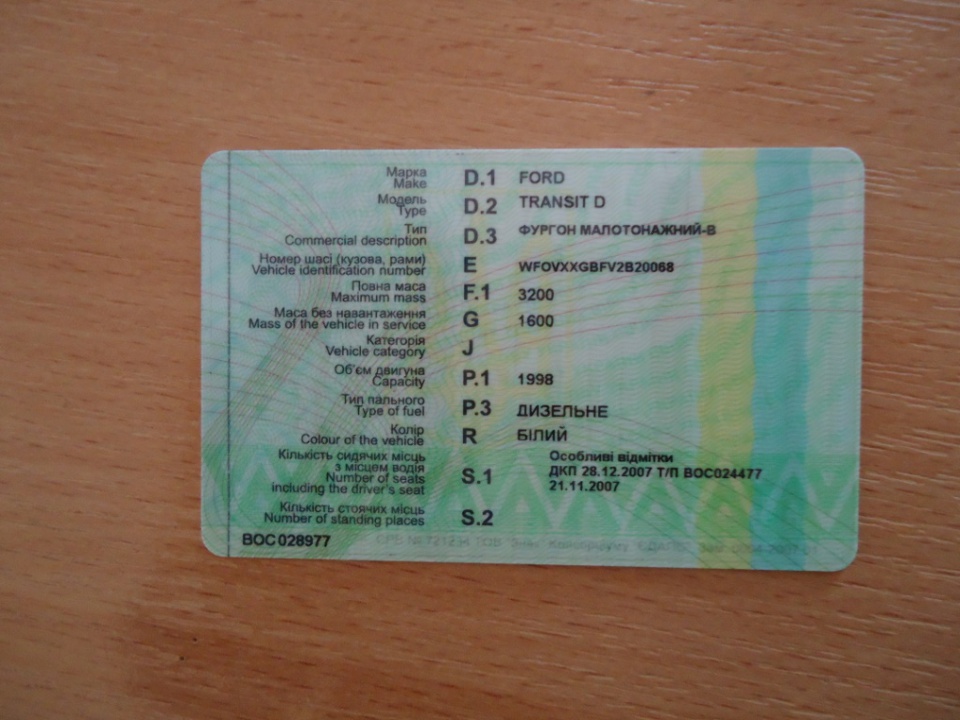 Марка
Make
D.1 FORD
Модель
Type
D.2 TRANSIT D
Тип
Commercial description
D.3 ФУРГОН МАЛОТОНАЖНИЙ-В
Номер шасі (кузова, рами)
Vehicle identification number
E WFOVXXGBFV2B20068
Повна маса
Maximum mass
F.1 3200
Маса без навантаження
Mass of the vehicle in service
G 1600
Категорія
Vehicle category
J
Об'єм двигуна
Capacity
P.1 1998
Тип пального
Type of fuel
P.3 ДИЗЕЛЬНЕ
Колір
Colour of the vehicle
R БІЛИЙ
Кількість сидячих місць
з місцем водія
Number of seats
including the driver's seat
S.1
Особливі відмітки
ДКП 28.12.2007 Т/П ВОС024477
21.11.2007
Кількість стоячих місць
Number of standing places
S.2
ВОС 028977